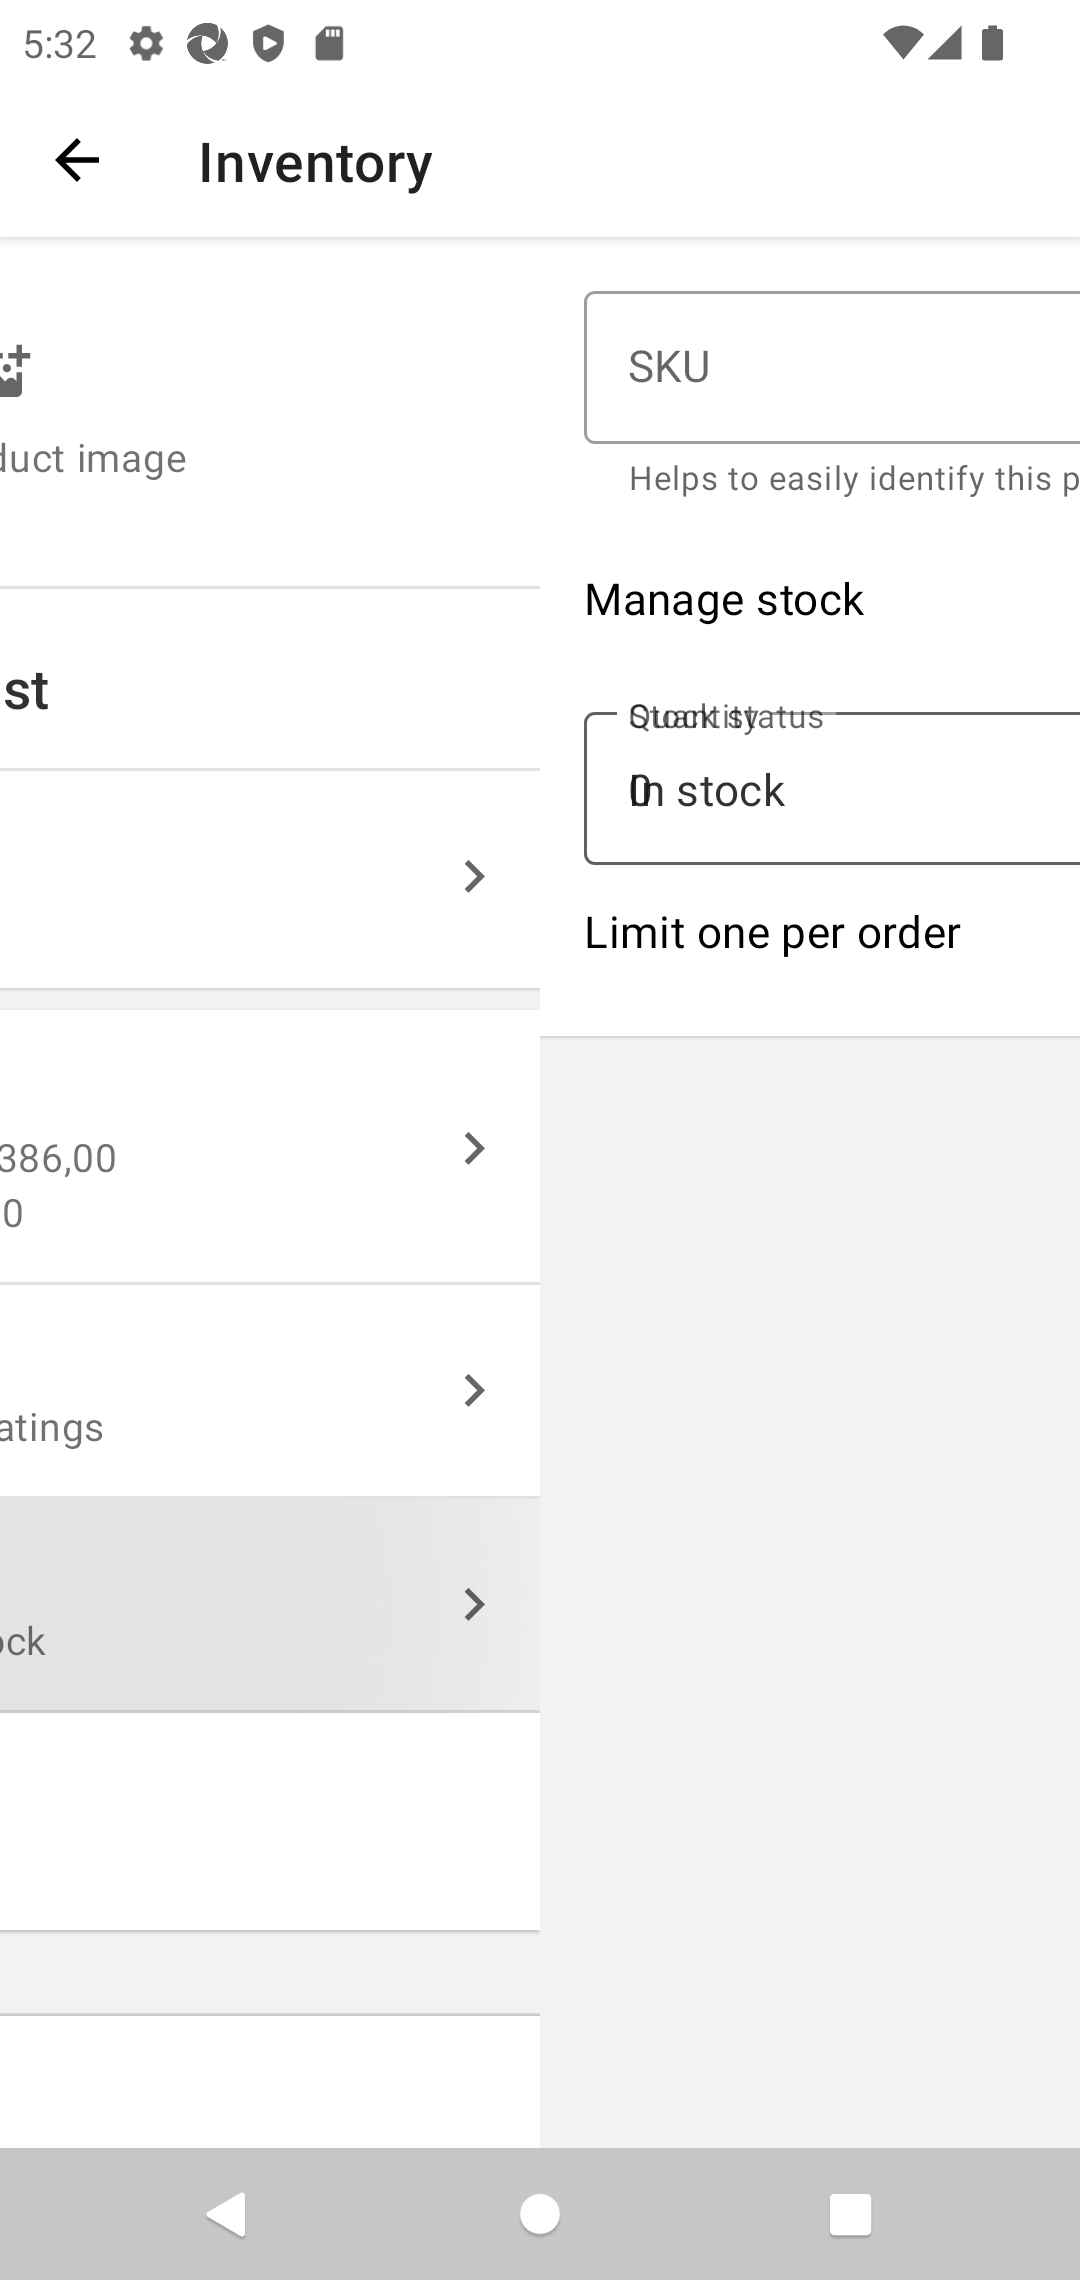 5:32
Inventory
SKU
duct image
Helps to easily identify this p
Manage stock
st
Quantity
Stock status
0
In stock
Limit one per order
386,00
0
atings
ock